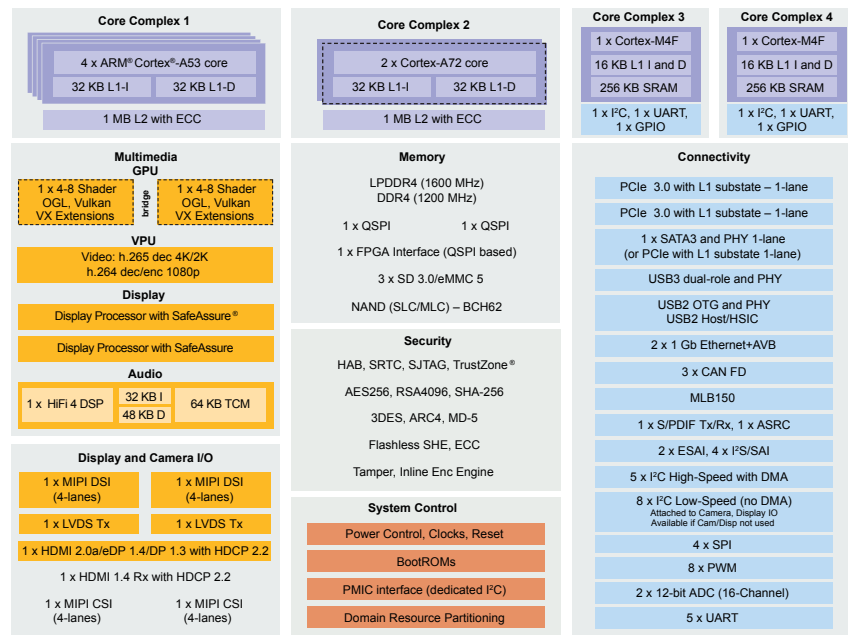 Core Complex 1
4 x ARM® Cortex®-A53 core
32 KB L1-I
32 KB L1-D
1 MB L2 with ECC
Core Complex 2
2 x Cortex-A72 core
32 KB L1-I
32 KB L1-D
1 MB L2 with ECC
Core Complex 3
1 x Cortex-M4F
16 KB L1 I and D
256 KB SRAM
1 x I²C, 1 x UART,
1 x GPIO
Core Complex 4
1 x Cortex-M4F
16 KB L1 I and D
256 KB SRAM
1 x I²C, 1 x UART,
1 x GPIO
Multimedia
GPU
1 x 4-8 Shader
OGL, Vulkan
VX Extensions
bridge
1 x 4-8 Shader
OGL, Vulkan
VX Extensions
VPU
Video: h.265 dec 4K/2K
h.264 dec/enc 1080p
Display
Display Processor with SafeAssure®
Display Processor with SafeAssure
Audio
1 x HiFi 4 DSP
32 KB I
48 KB D
64 KB TCM
Display and Camera I/O
1 x MIPI DSI
(4-lanes)
1 x MIPI DSI
(4-lanes)
1 x LVDS Tx
1 x LVDS Tx
1 x HDMI 2.0a/eDP 1.4/DP 1.3 with HDCP 2.2
1 x HDMI 1.4 Rx with HDCP 2.2
1 x MIPI CSI
(4-lanes)
1 x MIPI CSI
(4-lanes)
Memory
LPDDR4 (1600 MHz)
DDR4 (1200 MHz)
1 x QSPI
1 x QSPI
1 x FPGA Interface (QSPI based)
3 x SD 3.0/eMMC 5
NAND (SLC/MLC) – BCH62
Security
HAB, SRTC, SJTAG, TrustZone®
AES256, RSA4096, SHA-256
3DES, ARC4, MD-5
Flashless SHE, ECC
Tamper, Inline Enc Engine
System Control
Power Control, Clocks, Reset
BootROMs
PMIC interface (dedicated I²C)
Domain Resource Partitioning
Connectivity
PCIe 3.0 with L1 substate – 1-lane
PCIe 3.0 with L1 substate – 1-lane
1 x SATA3 and PHY 1-lane
(or PCIe with L1 substate 1-lane)
USB3 dual-role and PHY
USB2 OTG and PHY
USB2 Host/HSIC
2 x 1 Gb Ethernet+AVB
3 x CAN FD
MLB150
1 x S/PDIF Tx/Rx, 1 x ASRC
2 x ESAI, 4 x I²S/SAI
5 x I²C High-Speed with DMA
8 x I²C Low-Speed (no DMA)
Attached to Camera, Display IO
Available if Cam/Disp not used
4 x SPI
8 x PWM
2 x 12-bit ADC (16-Channel)
5 x UART